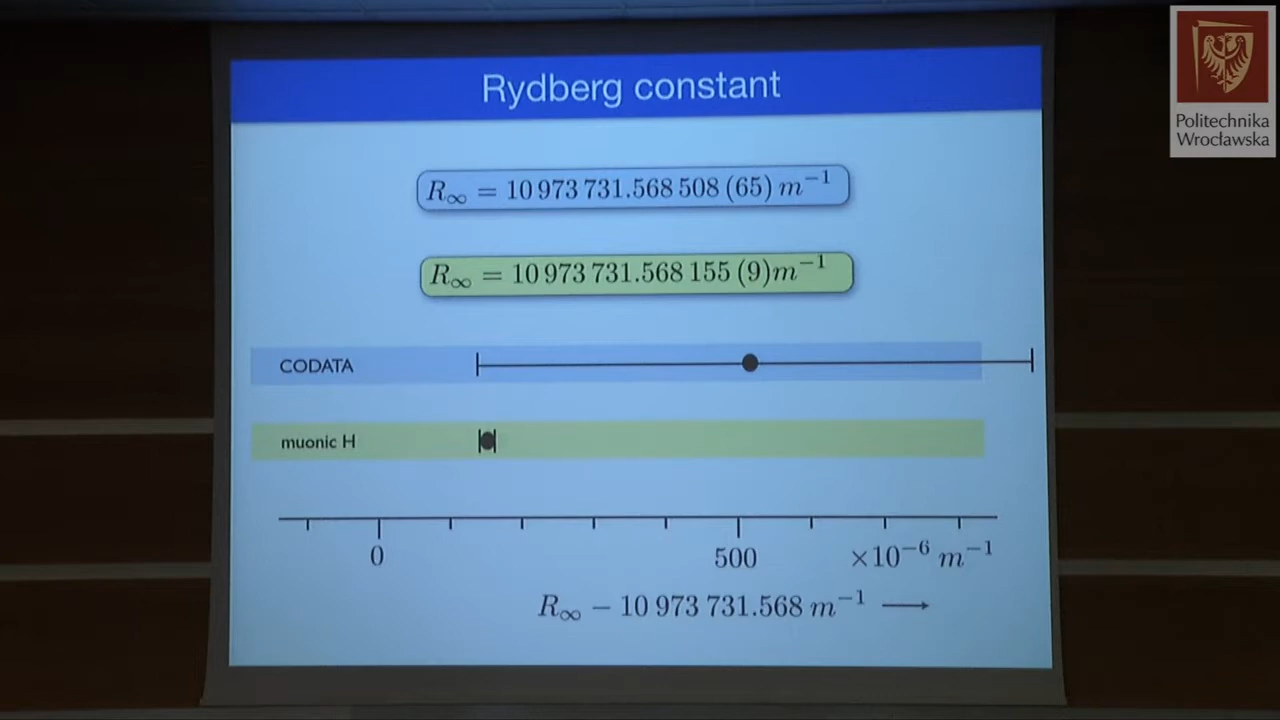 Rydberg constant
Politechnika
Wrocławska
R∞ = 10 973 731.568 508 (65) m⁻¹
R∞ = 10 973 731.568 155 (9)m⁻¹
CODATA
muonic H
0 500 ×10⁻⁶ m⁻¹
R∞ − 10 973 731.568 m⁻¹ →